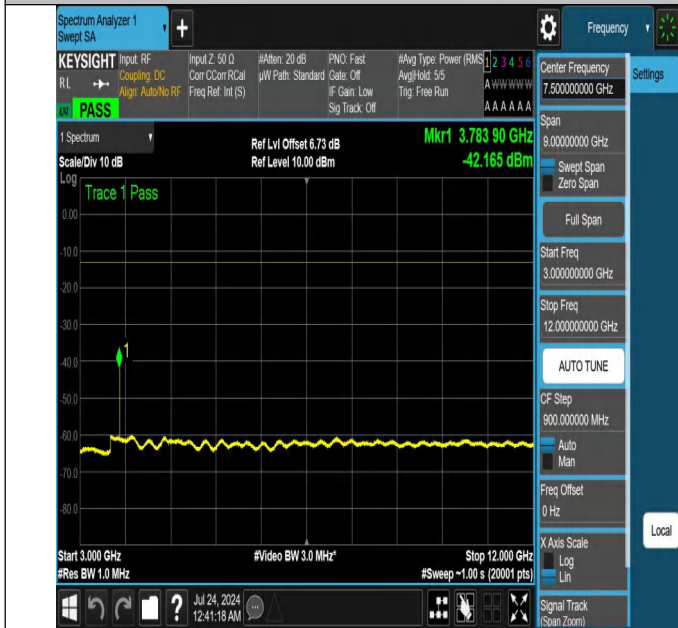 Spectrum Analyzer 1
Swept SA
+
Frequency
KEYSIGHT
RL
LXI
PASS
Input: RF
Coupling: DC
Align: Auto/No RF
Input Z: 50 Ω
Corr CCorr RCal
Freq Ref: Int (S)
#Atten: 20 dB
µW Path: Standard
PNO: Fast
Gate: Off
IF Gain: Low
Sig Track: Off
#Avg Type: Power (RMS
Avg|Hold: 5/5
Trig: Free Run
1 2 3 4 5 6
A W W W W W
A A A A A A
Center Frequency
7.500000000 GHz
Settings
Span
9.00000000 GHz
Swept Span
Zero Span
Full Span
Start Freq
3.000000000 GHz
Stop Freq
12.000000000 GHz
AUTO TUNE
CF Step
900.000000 MHz
Auto
Man
Freq Offset
0 Hz
X Axis Scale
Log
Lin
Signal Track
(Span Zoom)
Local
1 Spectrum
Scale/Div 10 dB
Ref Lvl Offset 6.73 dB
Ref Level 10.00 dBm
Mkr1 3.783 90 GHz
-42.165 dBm
Log
Trace 1 Pass
0.00
-10.0
-20.0
-30.0
-40.0
-50.0
-60.0
-70.0
-80.0
1
Start 3.000 GHz
#Res BW 1.0 MHz
#Video BW 3.0 MHz*
Stop 12.000 GHz
#Sweep ~1.00 s (20001 pts)
?
Jul 24, 2024
12:41:18 AM